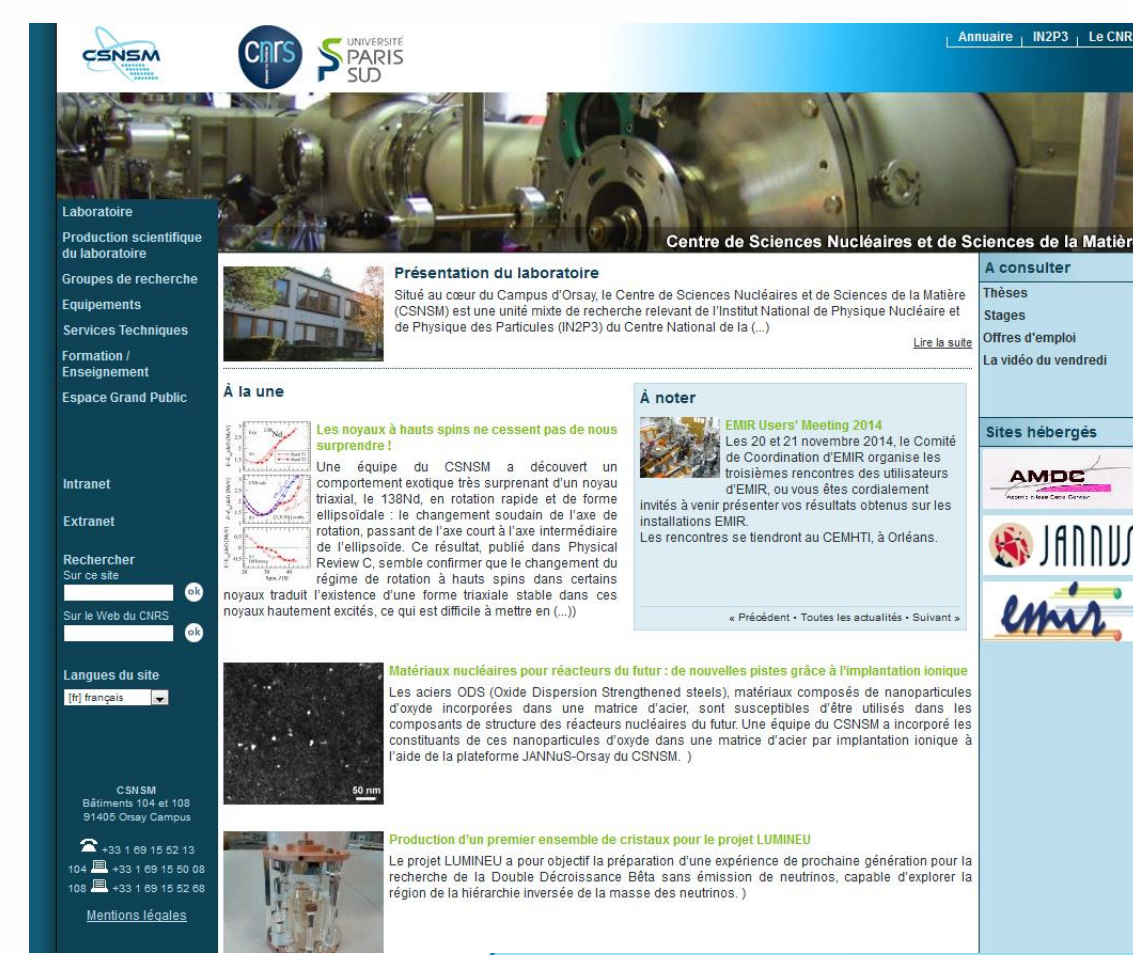 CSNSM
cnrs
UNIVERSITÉ
PARIS
SUD
Annuaire
IN2P3
Le CNR
Centre de Sciences Nucléaires et de Sciences de la Matièr
Laboratoire
Production scientifique
du laboratoire
Groupes de recherche
Equipements
Services Techniques
Formation /
Enseignement
Espace Grand Public
Intranet
Extranet
Rechercher
Sur ce site
ok
Sur le Web du CNRS
ok
Langues du site
[fr] français
CSNSM
Bâtiments 104 et 108
91405 Orsay Campus
+33 1 69 15 52 13
104 +33 1 69 15 50 08
108 +33 1 69 15 52 68
Mentions légales
Présentation du laboratoire
Situé au cœur du Campus d'Orsay, le Centre de Sciences Nucléaires et de Sciences de la Matière
(CSNSM) est une unité mixte de recherche relevant de l'Institut National de Physique Nucléaire et
de Physique des Particules (IN2P3) du Centre National de la (...)
Lire la suite
À la une
Les noyaux à hauts spins ne cessent pas de nous
surprendre !
Une équipe du CSNSM a découvert un
comportement exotique très surprenant d'un noyau
triaxial, le 138Nd, en rotation rapide et de forme
ellipsoïdale : le changement soudain de l'axe de
rotation, passant de l'axe court à l'axe intermédiaire
de l'ellipsoïde. Ce résultat, publié dans Physical
Review C, semble confirmer que le changement du
régime de rotation à hauts spins dans certains
noyaux traduit l'existence d'une forme triaxiale stable dans ces
noyaux hautement excités, ce qui est difficile à mettre en (...))
À noter
EMIR Users' Meeting 2014
Les 20 et 21 novembre 2014, le Comité
de Coordination d'EMIR organise les
troisièmes rencontres des utilisateurs
d'EMIR, ou vous êtes cordialement
invités à venir présenter vos résultats obtenus sur les
installations EMIR.
Les rencontres se tiendront au CEMHTI, à Orléans.
« Précédent • Toutes les actualités • Suivant »
50 nm
Matériaux nucléaires pour réacteurs du futur : de nouvelles pistes grâce à l'implantation ionique
Les aciers ODS (Oxide Dispersion Strengthened steels), matériaux composés de nanoparticules
d'oxyde incorporées dans une matrice d'acier, sont susceptibles d'être utilisés dans les
composants de structure des réacteurs nucléaires du futur. Une équipe du CSNSM a incorporé les
constituants de ces nanoparticules d'oxyde dans une matrice d'acier par implantation ionique à
l'aide de la plateforme JANNuS-Orsay du CSNSM. )
Production d'un premier ensemble de cristaux pour le projet LUMINEU
Le projet LUMINEU a pour objectif la préparation d'une expérience de prochaine génération pour la
recherche de la Double Décroissance Bêta sans émission de neutrinos, capable d'explorer la
région de la hiérarchie inversée de la masse des neutrinos. )
A consulter
Thèses
Stages
Offres d'emploi
La vidéo du vendredi
Sites hébergés
AMDC
JANNUS
emir